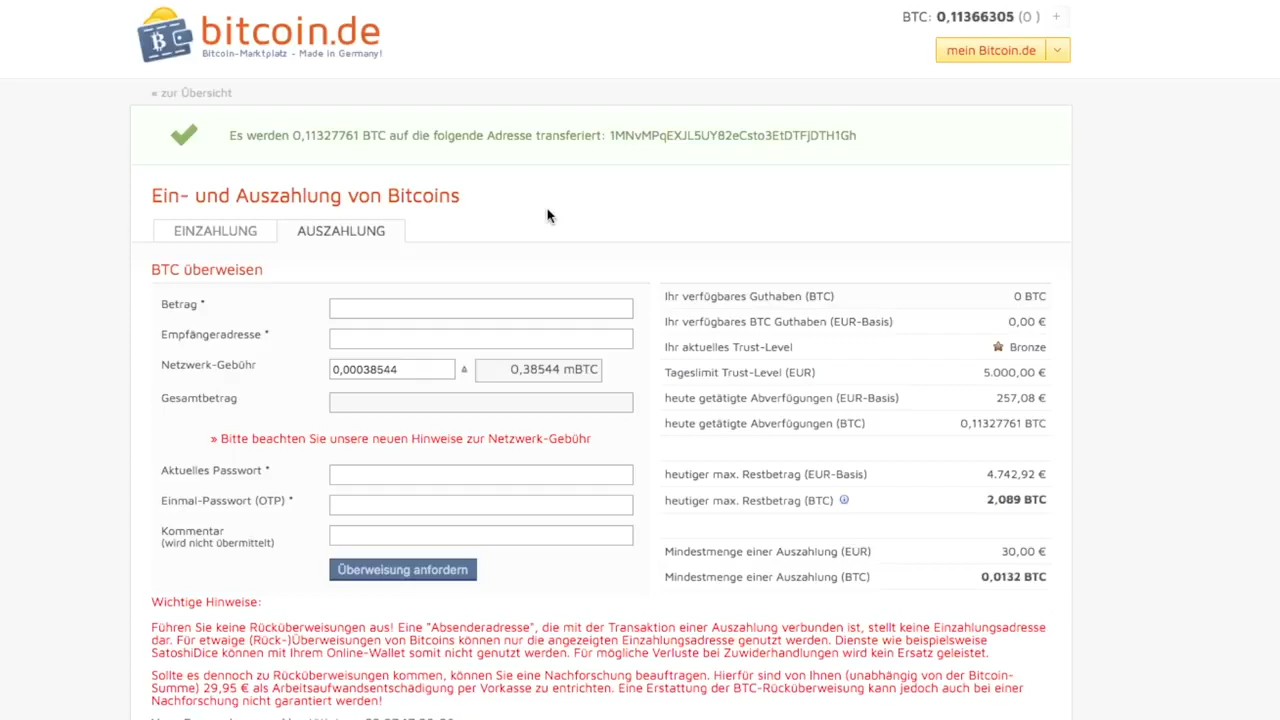 bitcoin.de
Bitcoin-Marktplatz - Made in Germany!
BTC: 0,11366305 (0 ) +
mein Bitcoin.de
« zur Übersicht
Es werden 0,11327761 BTC auf die folgende Adresse transferiert: 1MNvMPqEXJL5UY82eCsto3EtDTFjDTH1Gh
Ein- und Auszahlung von Bitcoins
EINZAHLUNG
AUSZAHLUNG
BTC überweisen
Betrag *
Empfängeradresse *
Netzwerk-Gebühr 0,00038544 ≙ 0,38544 mBTC
Gesamtbetrag
» Bitte beachten Sie unsere neuen Hinweise zur Netzwerk-Gebühr
Aktuelles Passwort *
Einmal-Passwort (OTP) *
Kommentar
(wird nicht übermittelt)
Überweisung anfordern
Ihr verfügbares Guthaben (BTC) 0 BTC
Ihr verfügbares BTC Guthaben (EUR-Basis) 0,00 €
Ihr aktuelles Trust-Level Bronze
Tageslimit Trust-Level (EUR) 5.000,00 €
heute getätigte Abverfügungen (EUR-Basis) 257,08 €
heute getätigte Abverfügungen (BTC) 0,11327761 BTC
heutiger max. Restbetrag (EUR-Basis) 4.742,92 €
heutiger max. Restbetrag (BTC) 2,089 BTC
Mindestmenge einer Auszahlung (EUR) 30,00 €
Mindestmenge einer Auszahlung (BTC) 0,0132 BTC
Wichtige Hinweise:
Führen Sie keine Rücküberweisungen aus! Eine "Absenderadresse", die mit der Transaktion einer Auszahlung verbunden ist, stellt keine Einzahlungsadresse
dar. Für etwaige (Rück-)Überweisungen von Bitcoins können nur die angezeigten Einzahlungsadresse genutzt werden. Dienste wie beispielsweise
SatoshiDice können mit Ihrem Online-Wallet somit nicht genutzt werden. Für mögliche Verluste bei Zuwiderhandlungen wird kein Ersatz geleistet.
Sollte es dennoch zu Rücküberweisungen kommen, können Sie eine Nachforschung beauftragen. Hierfür sind von Ihnen (unabhängig von der Bitcoin-
Summe) 29,95 € als Arbeitsaufwandsentschädigung per Vorkasse zu entrichten. Eine Erstattung der BTC-Rücküberweisung kann jedoch auch bei einer
Nachforschung nicht garantiert werden!